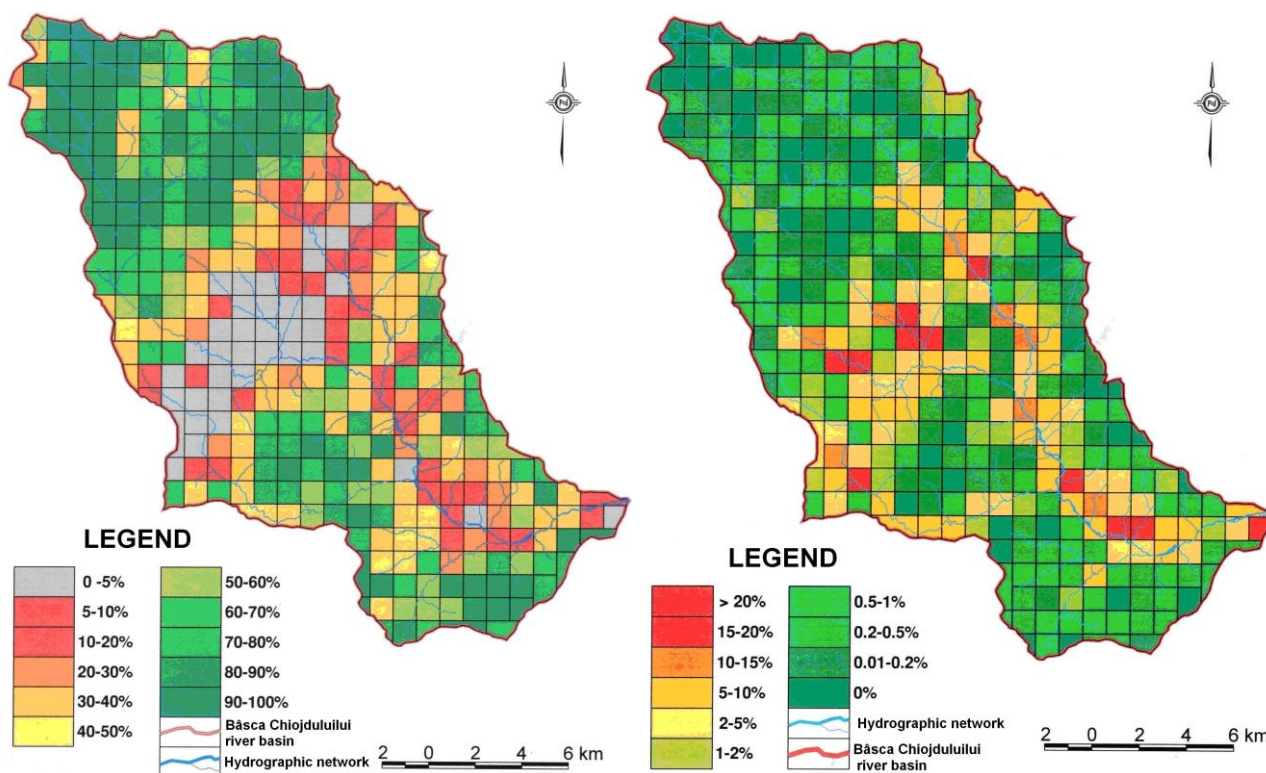 N
LEGEND
0 -5%
5-10%
10-20%
20-30%
30-40%
40-50%
50-60%
60-70%
70-80%
80-90%
90-100%
Bâsca Chiojduluilui
river basin
Hydrographic network
2 0 2 4 6 km
N
LEGEND
> 20%
15-20%
10-15%
5-10%
2-5%
1-2%
0.5-1%
0.2-0.5%
0.01-0.2%
0%
Hydrographic network
Bâsca Chiojduluilui
river basin
2 0 2 4 6 km